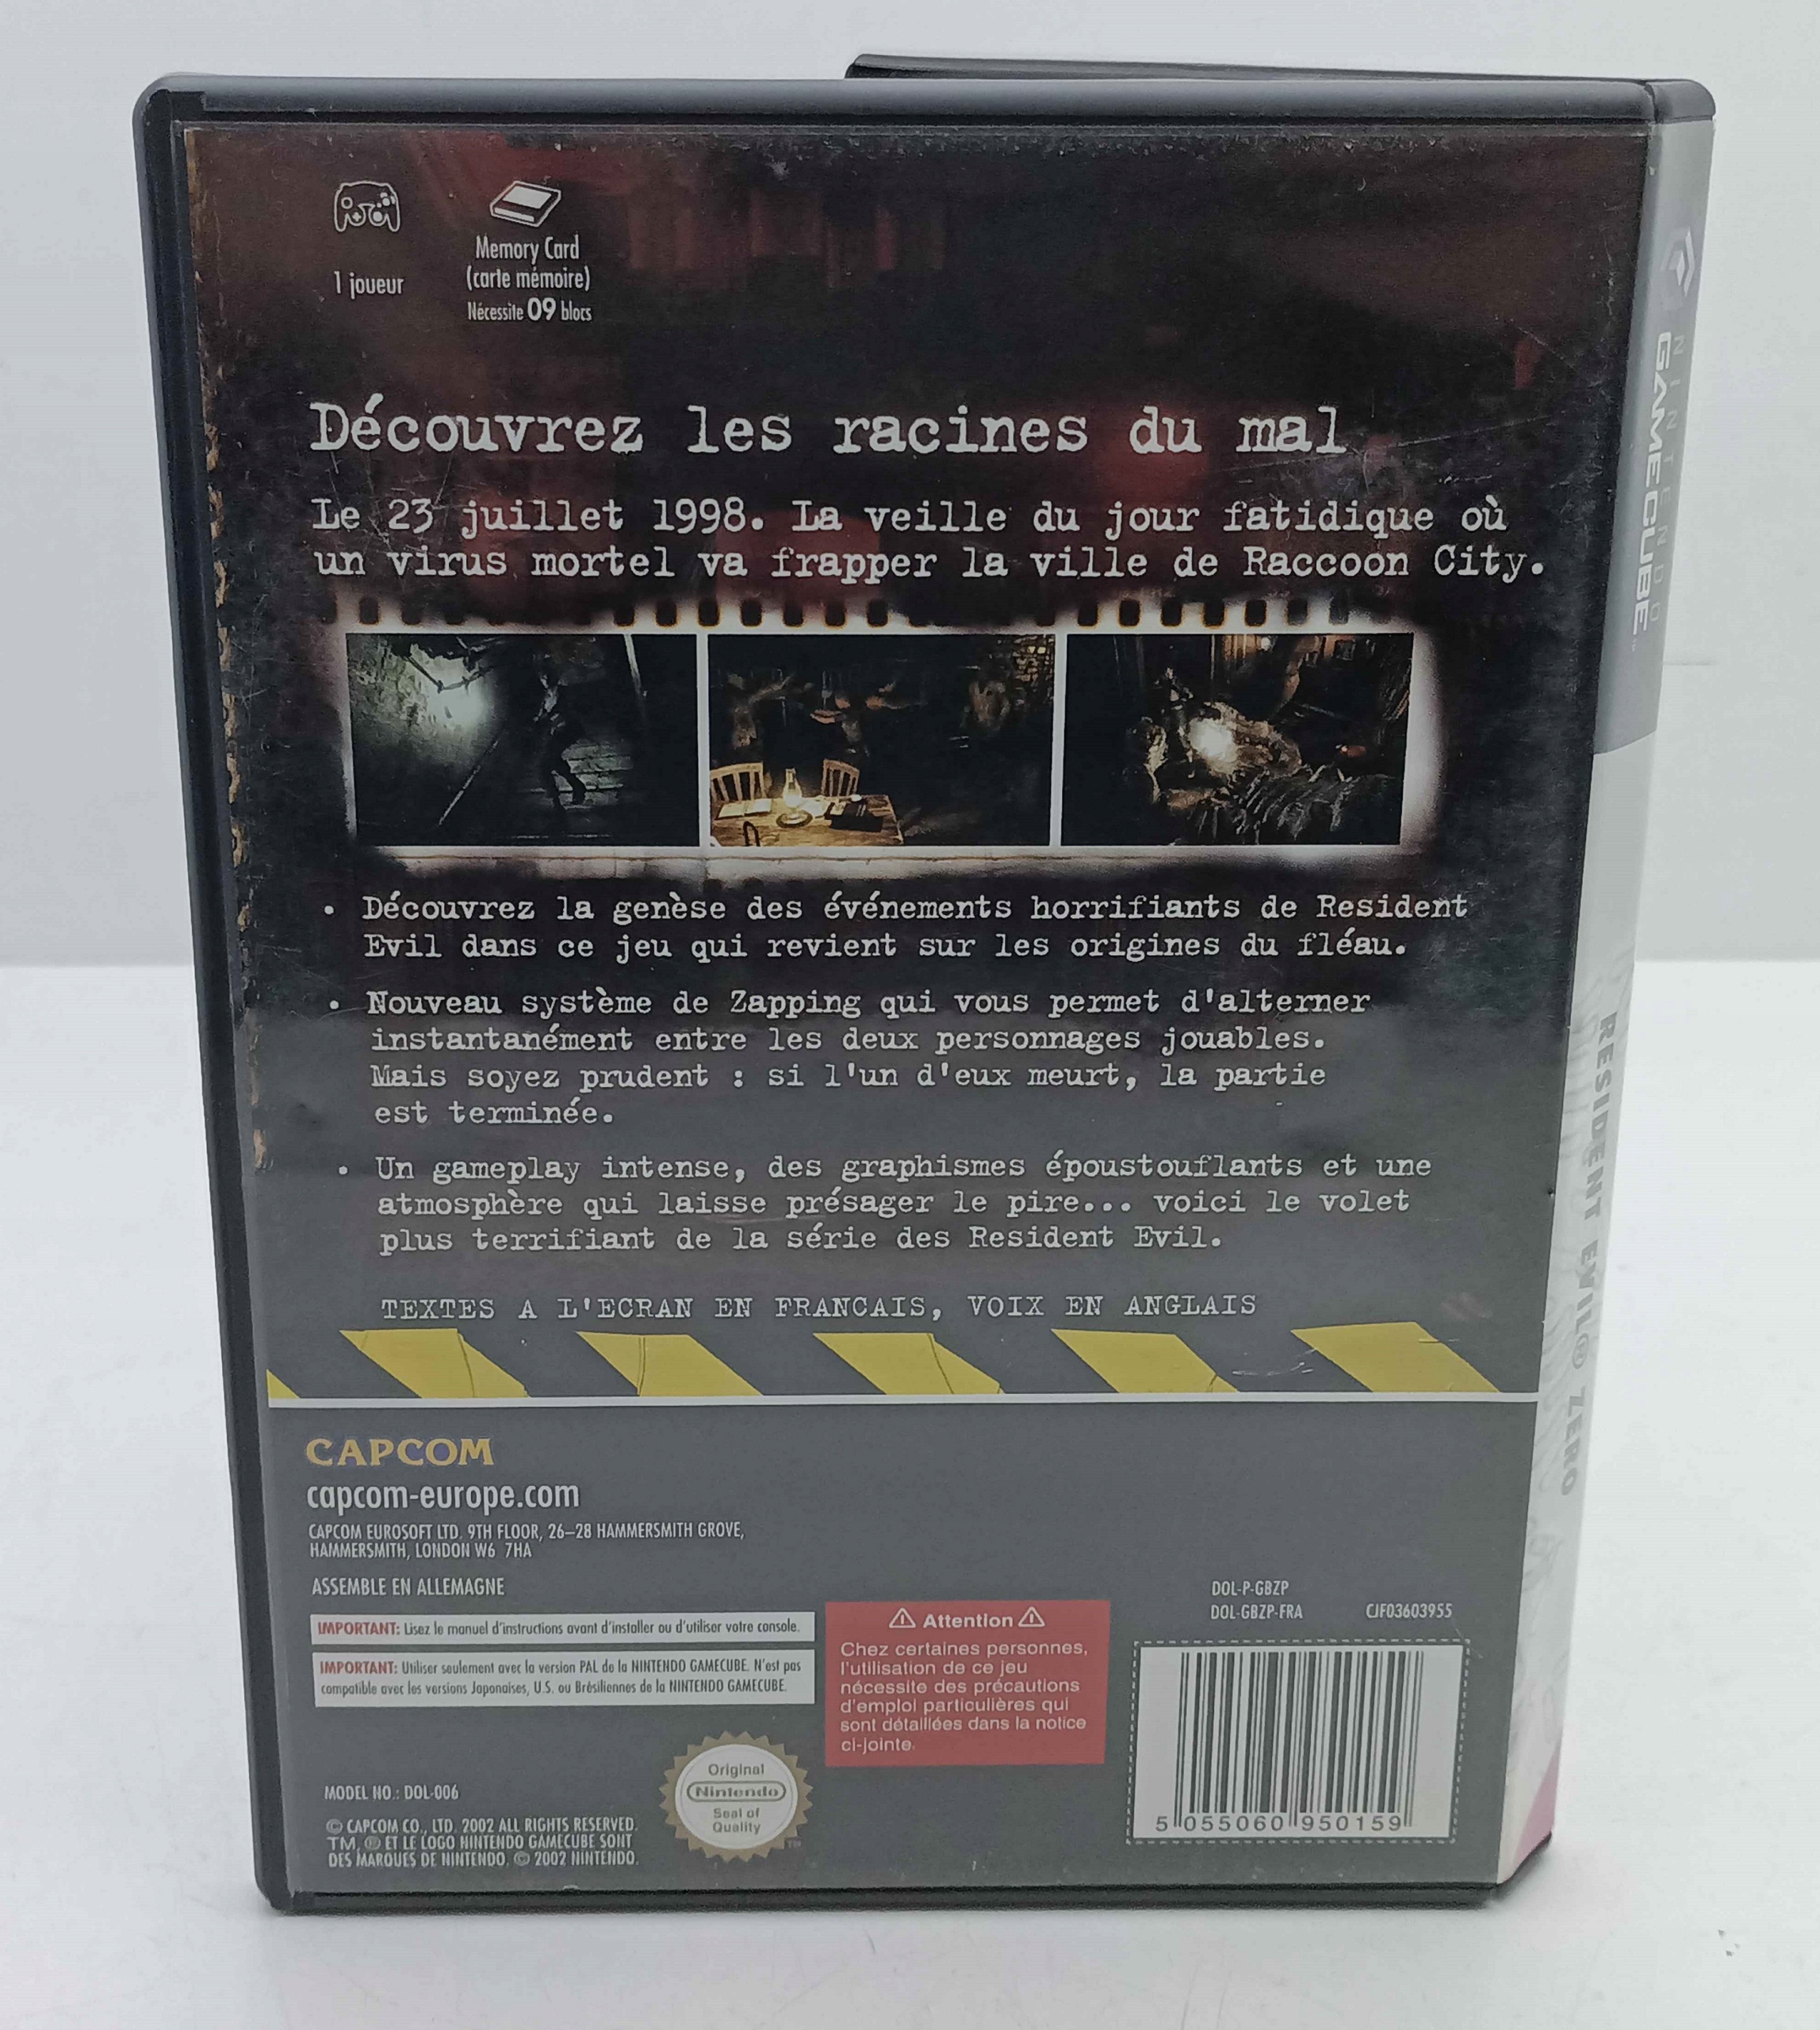 1 joueur
Memory Card
(carte mémoire)
Nécessite 09 blocs
Découvrez les racines du mal
Le 23 juillet 1998. La veille du jour fatidique où
un virus mortel va frapper la ville de Raccoon City.
• Découvrez la genèse des événements horrifiants de Resident
Evil dans ce jeu qui revient sur les origines du fléau.
• Nouveau système de Zapping qui vous permet d'alterner
instantanément entre les deux personnages jouables.
Mais soyez prudent : si l'un d'eux meurt, la partie
est terminée.
• Un gameplay intense, des graphismes époustouflants et une
atmosphère qui laisse présager le pire... voici le volet
plus terrifiant de la série des Resident Evil.
TEXTES A L'ECRAN EN FRANCAIS, VOIX EN ANGLAIS
CAPCOM
capcom-europe.com
CAPCOM EUROSOFT LTD. 9TH FLOOR, 26–28 HAMMERSMITH GROVE,
HAMMERSMITH, LONDON W6 7HA
ASSEMBLE EN ALLEMAGNE
IMPORTANT: Lisez le manuel d'instructions avant d'installer ou d'utiliser votre console.
IMPORTANT: Utiliser seulement avec la version PAL de la NINTENDO GAMECUBE. N'est pas
compatible avec les versions Japonaises, U.S. ou Brésiliennes de la NINTENDO GAMECUBE.
MODEL NO.: DOL-006
© CAPCOM CO., LTD. 2002 ALL RIGHTS RESERVED.
TM, ® ET LE LOGO NINTENDO GAMECUBE SONT
DES MARQUES DE NINTENDO. © 2002 NINTENDO.
Original
Nintendo
Seal of
Quality
TM
⚠ Attention ⚠
Chez certaines personnes,
l'utilisation de ce jeu
nécessite des précautions
d'emploi particulières qui
sont détaillées dans la notice
ci-jointe.
DOL-P-GBZP
DOL-GBZP-FRA CJF03603955
5 055060 950159
NINTENDO
GAMECUBE
RESIDENT EVIL® ZERO